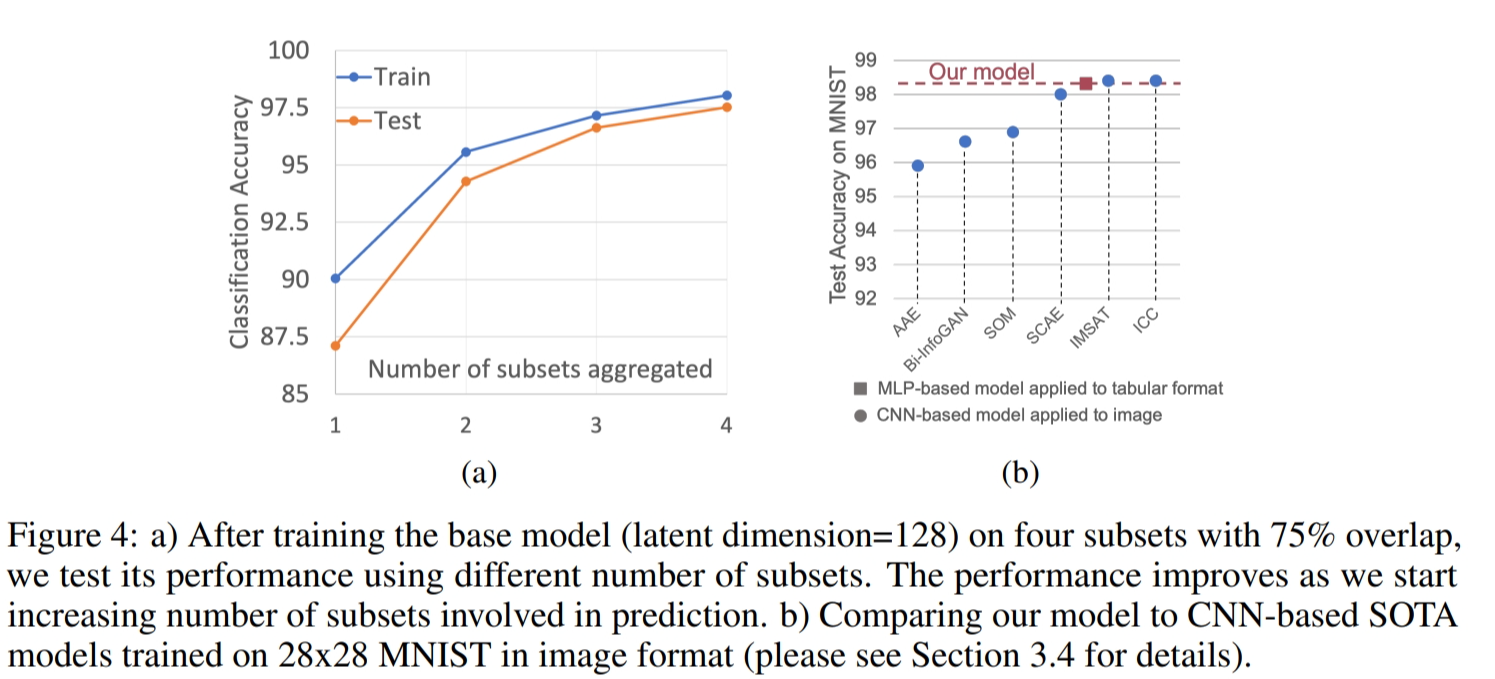 Classification Accuracy
100
97.5
95
92.5
90
87.5
85
Train
Test
Number of subsets aggregated
1 2 3 4
(a)
Test Accuracy on MNIST
99
98
97
96
95
94
93
92
Our model
AAE
Bi-InfoGAN
SOM
SCAE
IMSAT
ICC
MLP-based model applied to tabular format
CNN-based model applied to image
(b)
Figure 4: a) After training the base model (latent dimension=128) on four subsets with 75% overlap,
we test its performance using different number of subsets. The performance improves as we start
increasing number of subsets involved in prediction. b) Comparing our model to CNN-based SOTA
models trained on 28x28 MNIST in image format (please see Section 3.4 for details).